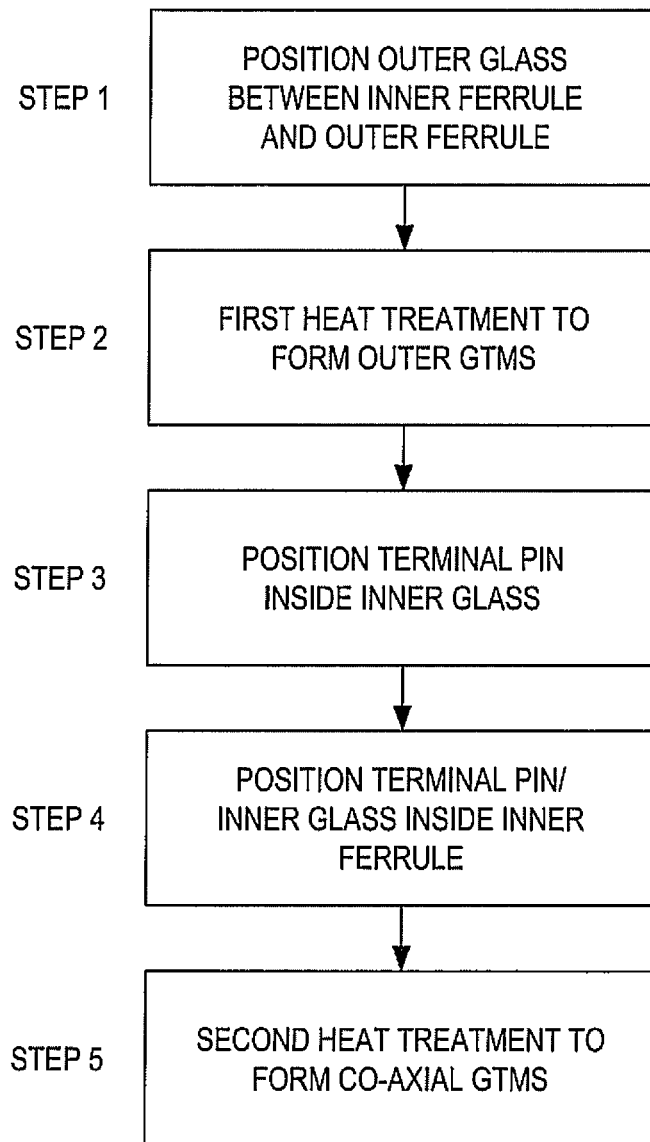 STEP 1
POSITION OUTER GLASS
BETWEEN INNER FERRULE
AND OUTER FERRULE
STEP 2
FIRST HEAT TREATMENT TO
FORM OUTER GTMS
STEP 3
POSITION TERMINAL PIN
INSIDE INNER GLASS
STEP 4
POSITION TERMINAL PIN/
INNER GLASS INSIDE INNER
FERRULE
STEP 5
SECOND HEAT TREATMENT TO
FORM CO-AXIAL GTMS